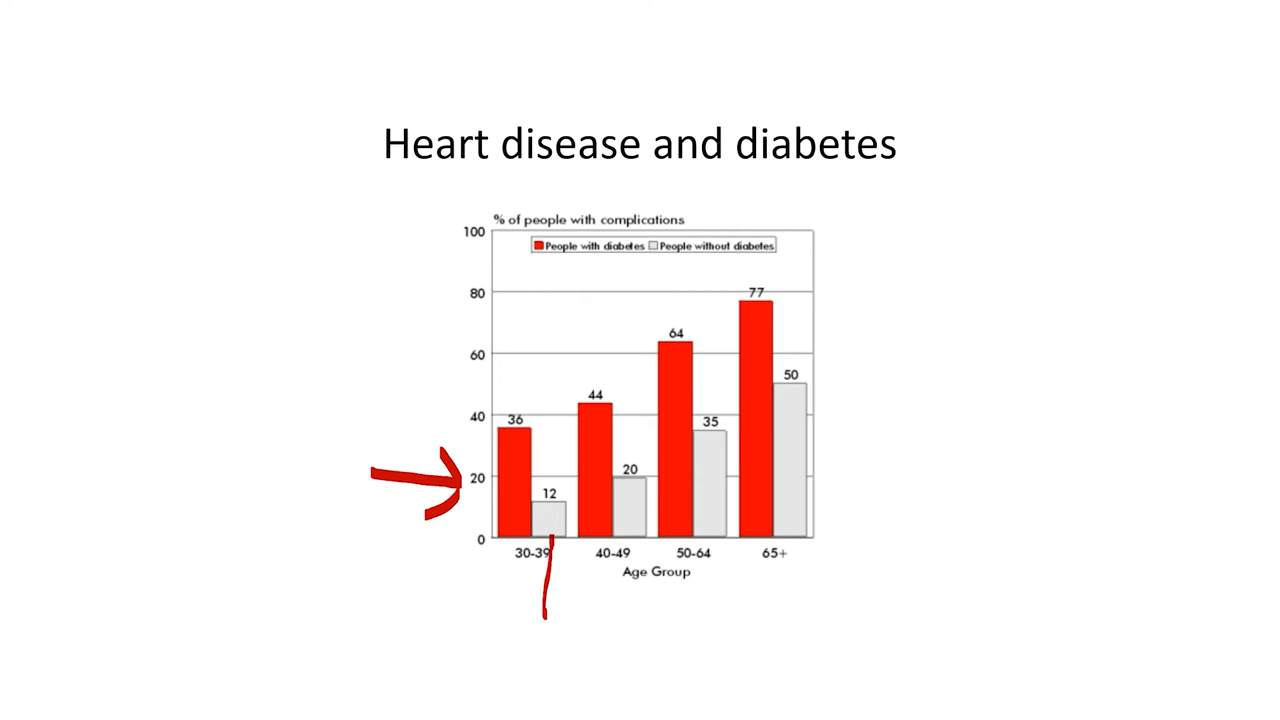 Heart disease and diabetes
% of people with complications
100
People with diabetes People without diabetes
80
77
64
60
50
44
40
36
35
20
20
12
0
30-39 40-49 50-64 65+
Age Group